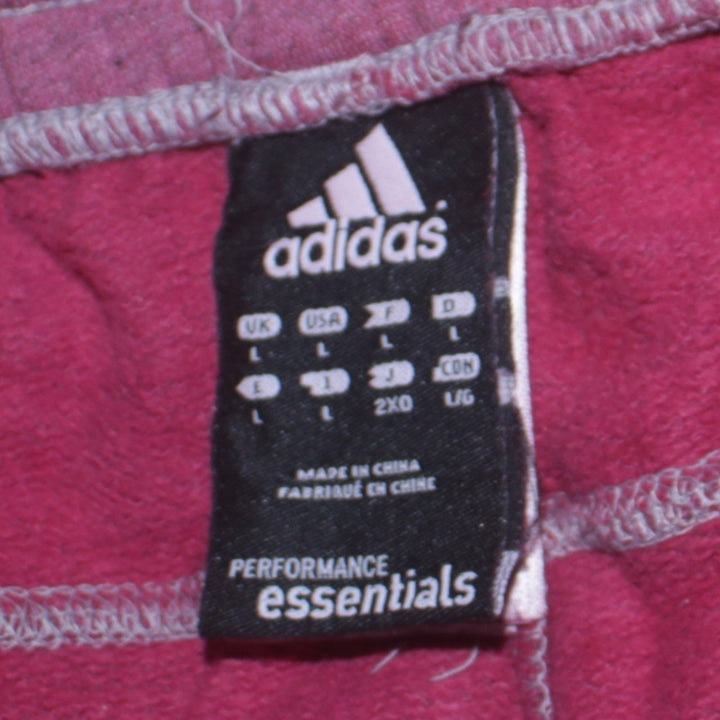 adidas
UK USA F D
L L L L
E I J CDN
L L 2XO L/G
MADE IN CHINA
FABRIQUÉ EN CHINE
PERFORMANCE
essentials